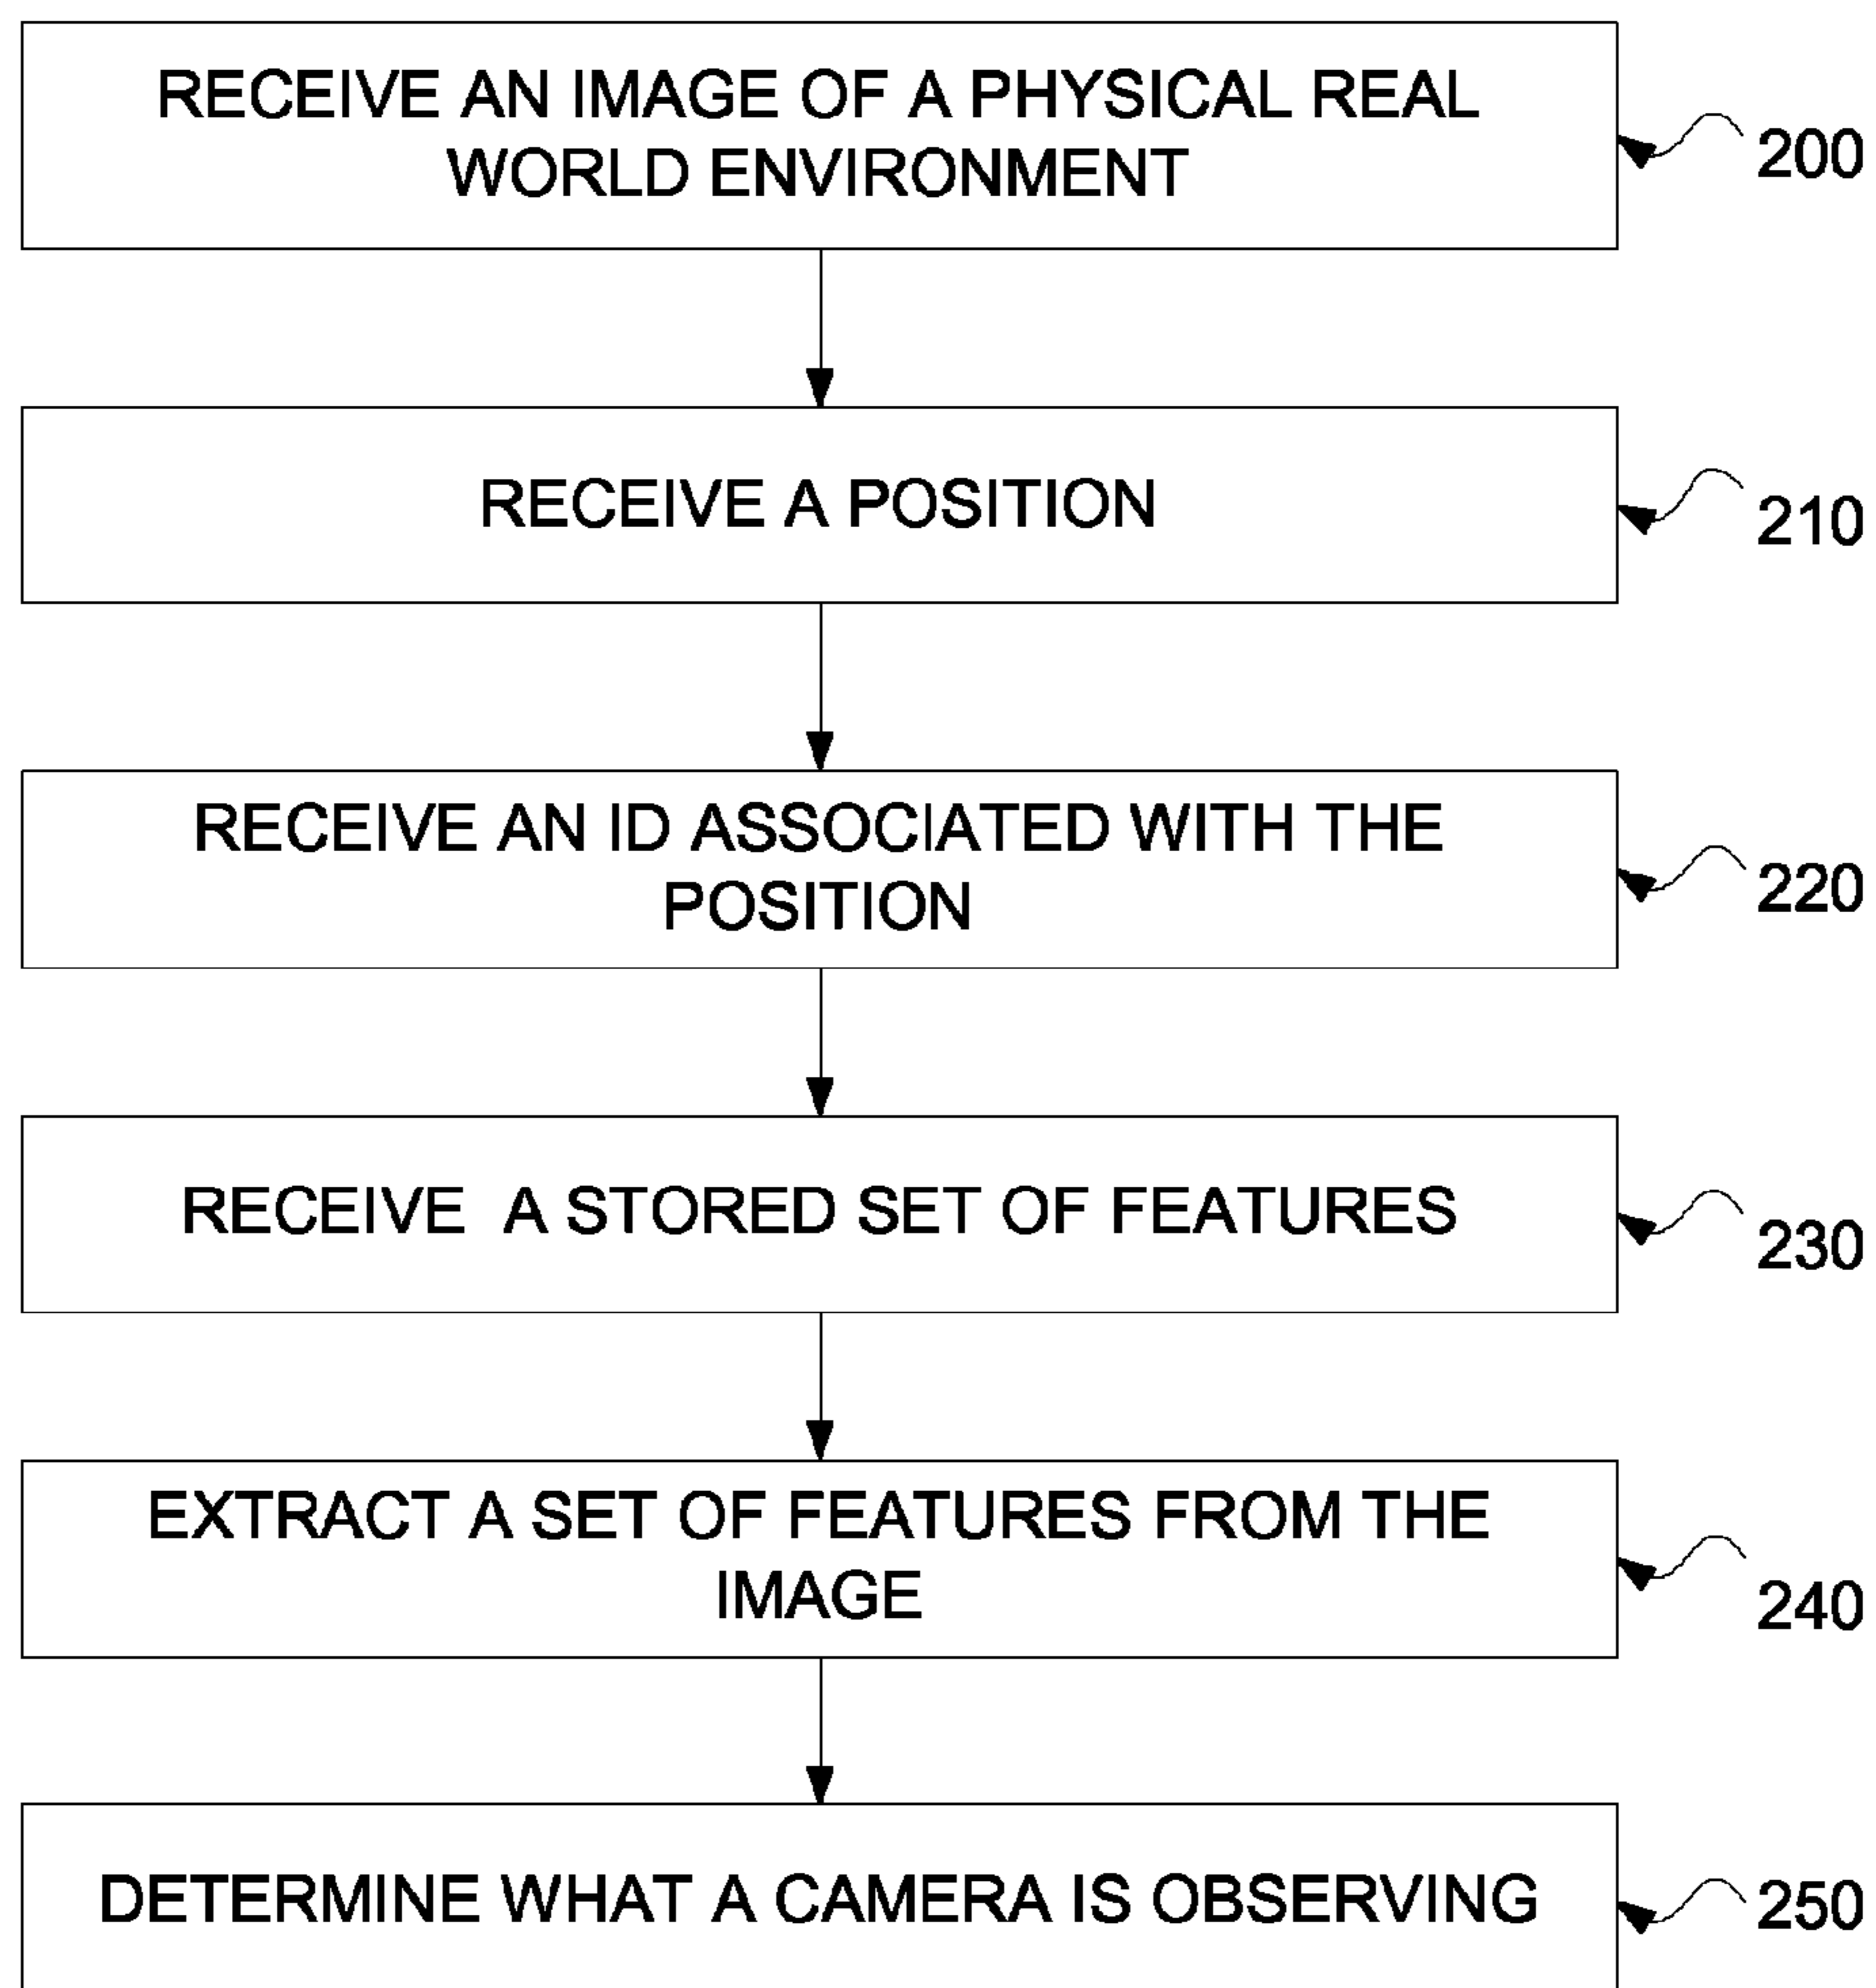 RECEIVE AN IMAGE OF A PHYSICAL REAL
WORLD ENVIRONMENT
200
RECEIVE A POSITION
210
RECEIVE AN ID ASSOCIATED WITH THE
POSITION
220
RECEIVE A STORED SET OF FEATURES
230
EXTRACT A SET OF FEATURES FROM THE
IMAGE
240
DETERMINE WHAT A CAMERA IS OBSERVING
250